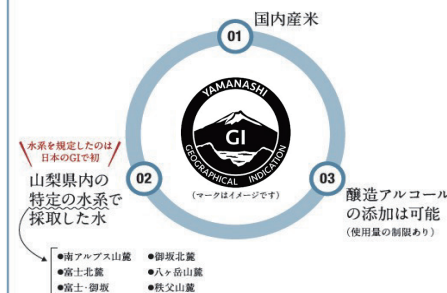 01
国内産米
YAMANASHI
GI
GEOGRAPHICAL INDICATION
(マークはイメージです)
水系を規定したのは
日本のGIで初
02
山梨県内の
特定の水系で
採取した水
03
醸造アルコール
の添加は可能
(使用量の制限あり)
●南アルプス山麓 ●御坂北麓
●富士北麓 ●八ヶ岳山麓
●富士・御坂 ●秩父山麓